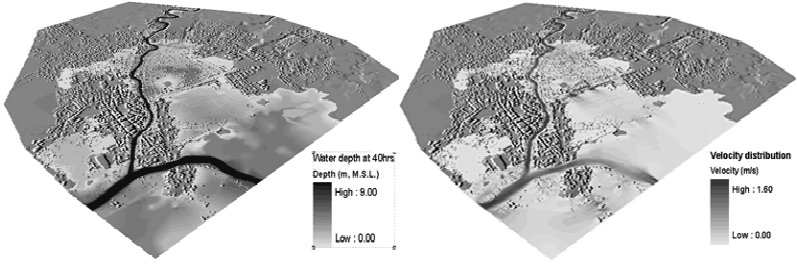 Water depth at 40hrs
Depth (m, M.S.L.)
High : 9.00
Low : 0.00
Velocity distribution
Velocity (m/s)
High : 1.60
Low : 0.00